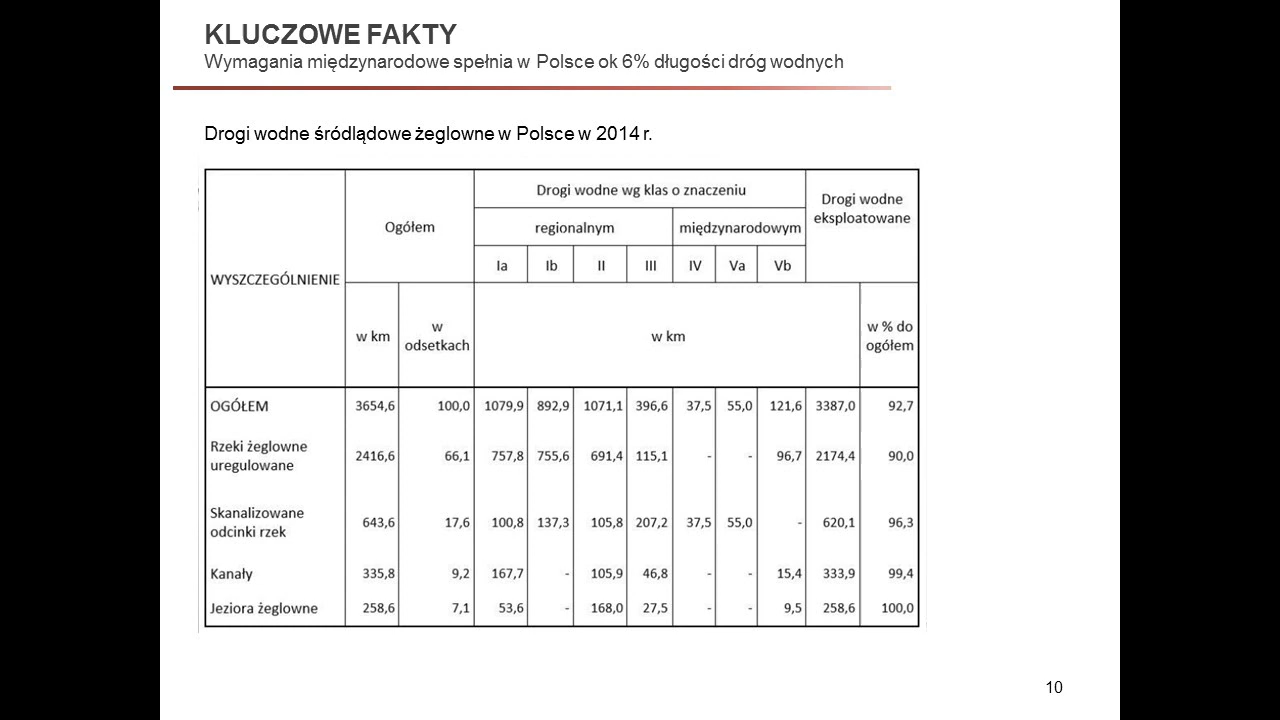 KLUCZOWE FAKTY
Wymagania międzynarodowe spełnia w Polsce ok 6% długości dróg wodnych
Drogi wodne śródlądowe żeglowne w Polsce w 2014 r.
WYSZCZEGÓLNIENIE
Ogółem
Drogi wodne wg klas o znaczeniu
Drogi wodne
eksploatowane
regionalnym
międzynarodowym
Ia Ib II III IV Va Vb
w km
w
odsetkach
w km
w % do
ogółem
OGÓŁEM 3654,6 100,0 1079,9 892,9 1071,1 396,6 37,5 55,0 121,6 3387,0 92,7
Rzeki żeglowne
uregulowane 2416,6 66,1 757,8 755,6 691,4 115,1 - - 96,7 2174,4 90,0
Skanalizowane
odcinki rzek 643,6 17,6 100,8 137,3 105,8 207,2 37,5 55,0 - 620,1 96,3
Kanały 335,8 9,2 167,7 - 105,9 46,8 - - 15,4 333,9 99,4
Jeziora żeglowne 258,6 7,1 53,6 - 168,0 27,5 - - 9,5 258,6 100,0
10